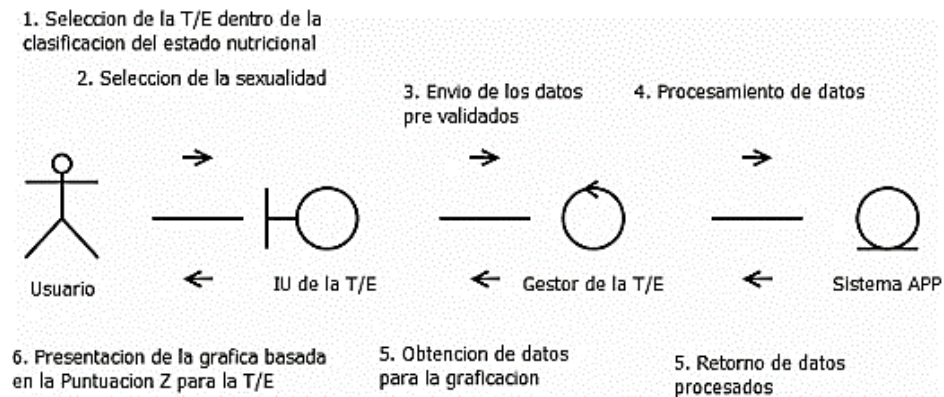 1. Seleccion de la T/E dentro de la
clasificacion del estado nutricional
2. Seleccion de la sexualidad
3. Envio de los datos
pre validados
4. Procesamiento de datos
Usuario
IU de la T/E
Gestor de la T/E
Sistema APP
6. Presentacion de la grafica basada
en la Puntuacion Z para la T/E
5. Obtencion de datos
para la graficacion
5. Retorno de datos
procesados